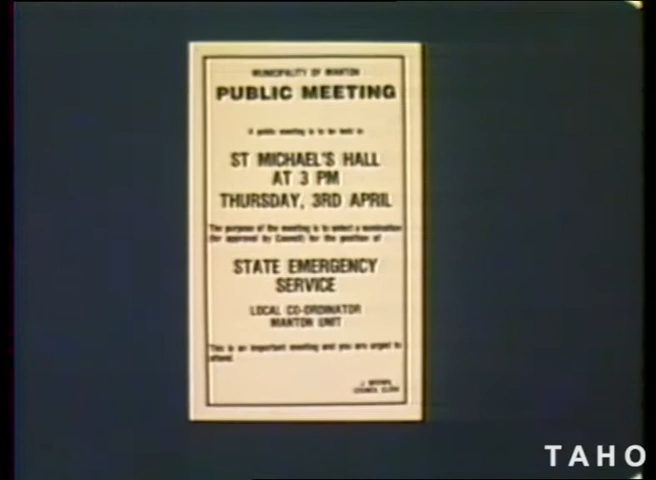 MUNICIPALITY OF MANTON
PUBLIC MEETING
A public meeting is to be held in
ST MICHAEL'S HALL
AT 3 PM
THURSDAY, 3RD APRIL
The purpose of the meeting is to select a nomination
(for approval by Council) for the position of
STATE EMERGENCY
SERVICE
LOCAL CO-ORDINATOR
MANTON UNIT
This is an important meeting and you are urged to
attend.
COUNCIL CLERK
TAHO